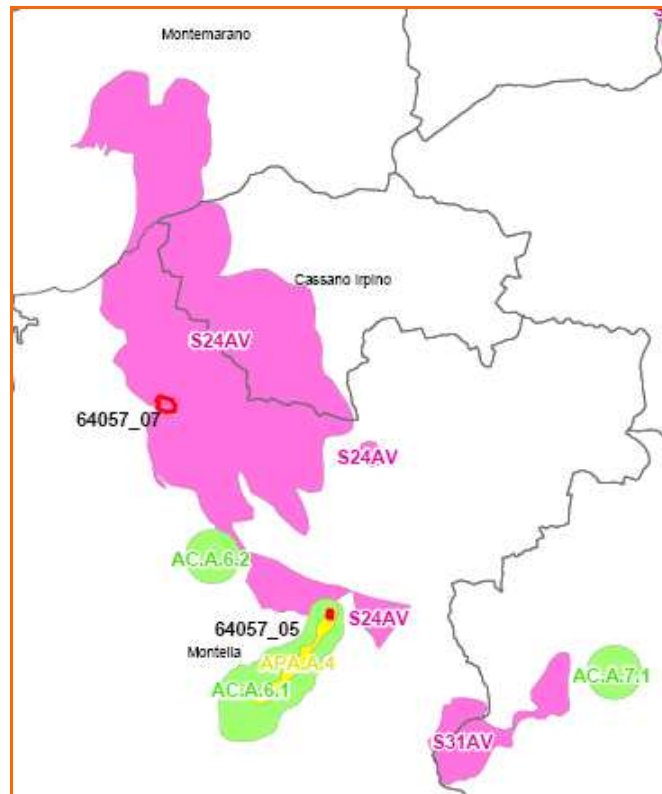 Montemarano
Cassano Irpino
S24AV
64057_07
S24AV
AC.A.6.2
S24AV
64057_05
Montella
APA.A.4
AC.A.6.1
AC.A.7.1
S31AV